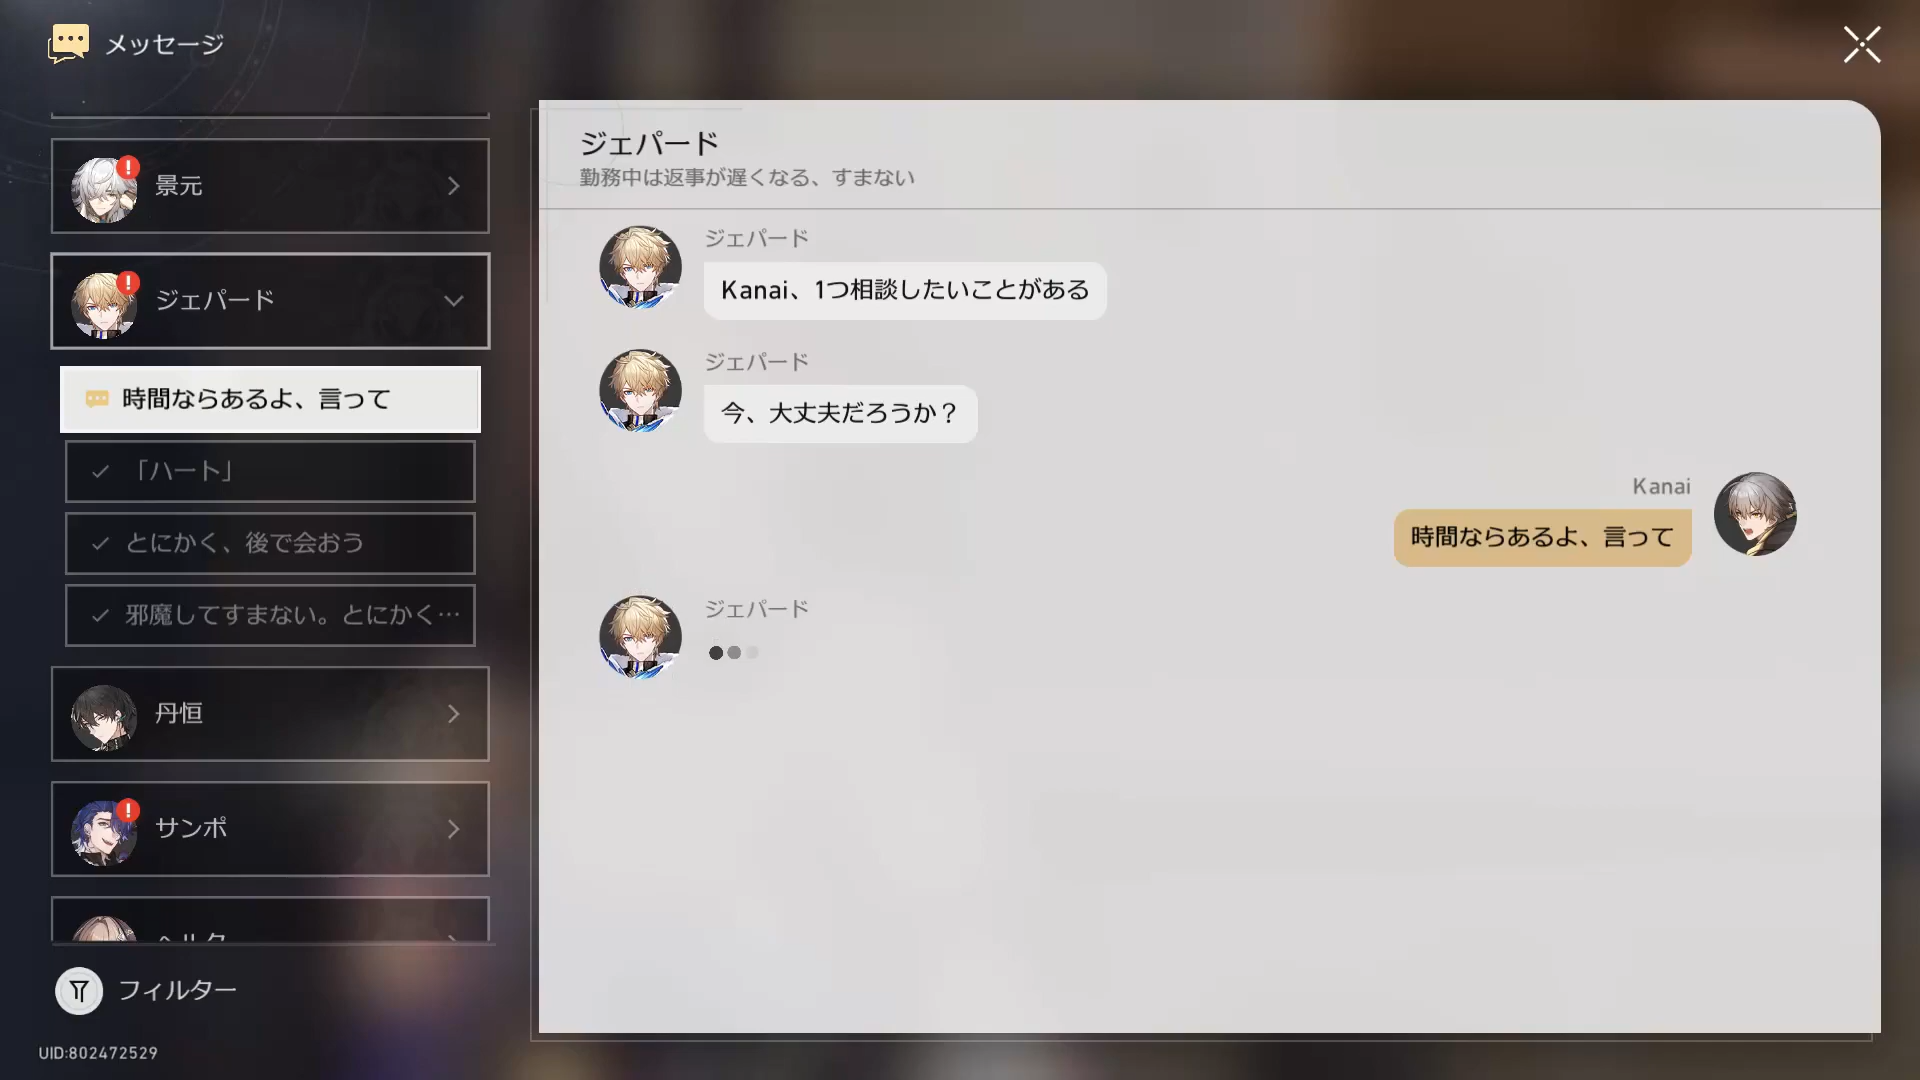 メッセージ
景元
ジェパード
時間ならあるよ、言って
「ハート」
とにかく、後で会おう
邪魔してすまない。とにかく…
丹恒
サンポ
ヘルタ
フィルター
UID:802472529
ジェパード
勤務中は返事が遅くなる、すまない
ジェパード
Kanai、1つ相談したいことがある
ジェパード
今、大丈夫だろうか？
Kanai
時間ならあるよ、言って
ジェパード